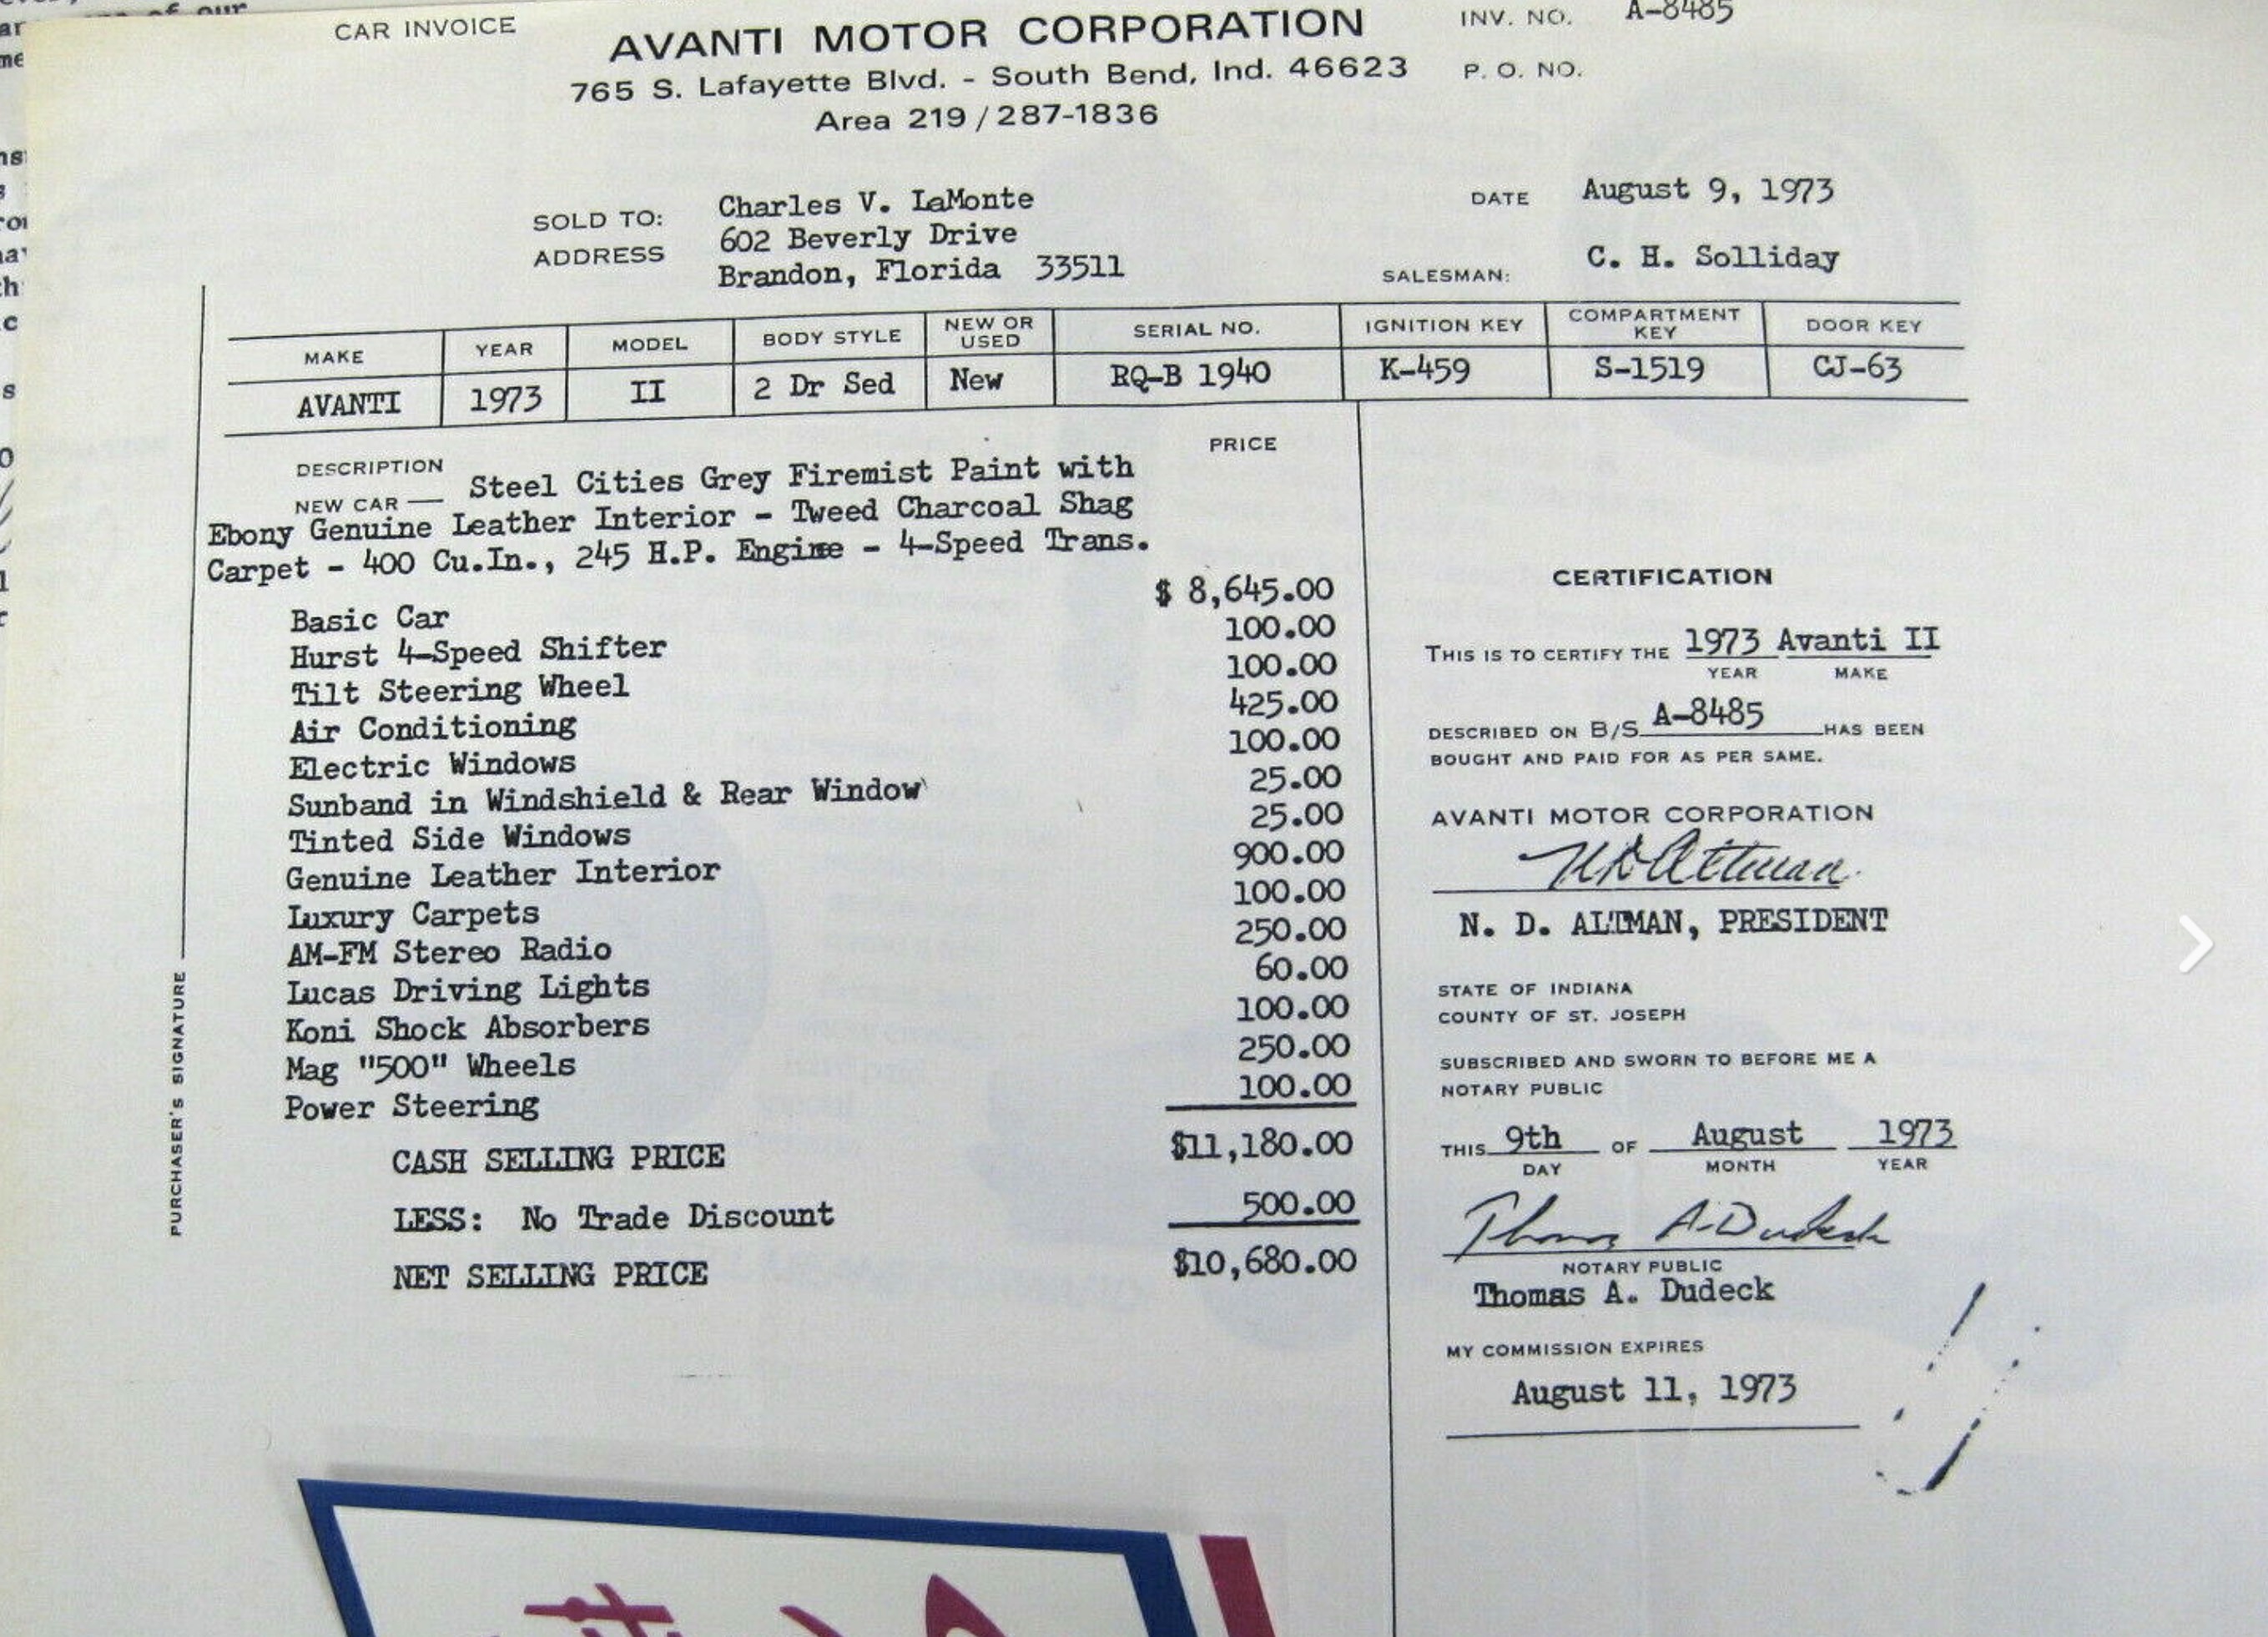 CAR INVOICE
AVANTI MOTOR CORPORATION
765 S. Lafayette Blvd. - South Bend, Ind. 46623
Area 219 / 287-1836
INV. NO. A-8485
P. O. NO.
SOLD TO: Charles V. LaMonte
ADDRESS 602 Beverly Drive
Brandon, Florida 33511
DATE August 9, 1973
SALESMAN: C. H. Solliday
MAKE YEAR MODEL BODY STYLE NEW OR USED SERIAL NO. IGNITION KEY COMPARTMENT KEY DOOR KEY
AVANTI 1973 II 2 Dr Sed New RQ-B 1940 K-459 S-1519 CJ-63
DESCRIPTION PRICE
NEW CAR — Steel Cities Grey Firemist Paint with
Ebony Genuine Leather Interior - Tweed Charcoal Shag
Carpet - 400 Cu.In., 245 H.P. Engine - 4-Speed Trans.
Basic Car $ 8,645.00
Hurst 4-Speed Shifter 100.00
Tilt Steering Wheel 100.00
Air Conditioning 425.00
Electric Windows 100.00
Sunband in Windshield & Rear Window 25.00
Tinted Side Windows 25.00
Genuine Leather Interior 900.00
Luxury Carpets 100.00
AM-FM Stereo Radio 250.00
Lucas Driving Lights 60.00
Koni Shock Absorbers 100.00
Mag "500" Wheels 250.00
Power Steering 100.00
CASH SELLING PRICE $11,180.00
LESS: No Trade Discount 500.00
NET SELLING PRICE $10,680.00
PURCHASER'S SIGNATURE
CERTIFICATION
THIS IS TO CERTIFY THE 1973 Avanti II
YEAR MAKE
DESCRIBED ON B/S A-8485 HAS BEEN
BOUGHT AND PAID FOR AS PER SAME.
AVANTI MOTOR CORPORATION
N D Altman
N. D. ALTMAN, PRESIDENT
STATE OF INDIANA
COUNTY OF ST. JOSEPH
SUBSCRIBED AND SWORN TO BEFORE ME A
NOTARY PUBLIC
THIS 9th OF August 1973
DAY MONTH YEAR
Thomas A. Dudeck
NOTARY PUBLIC
Thomas A. Dudeck
MY COMMISSION EXPIRES
August 11, 1973